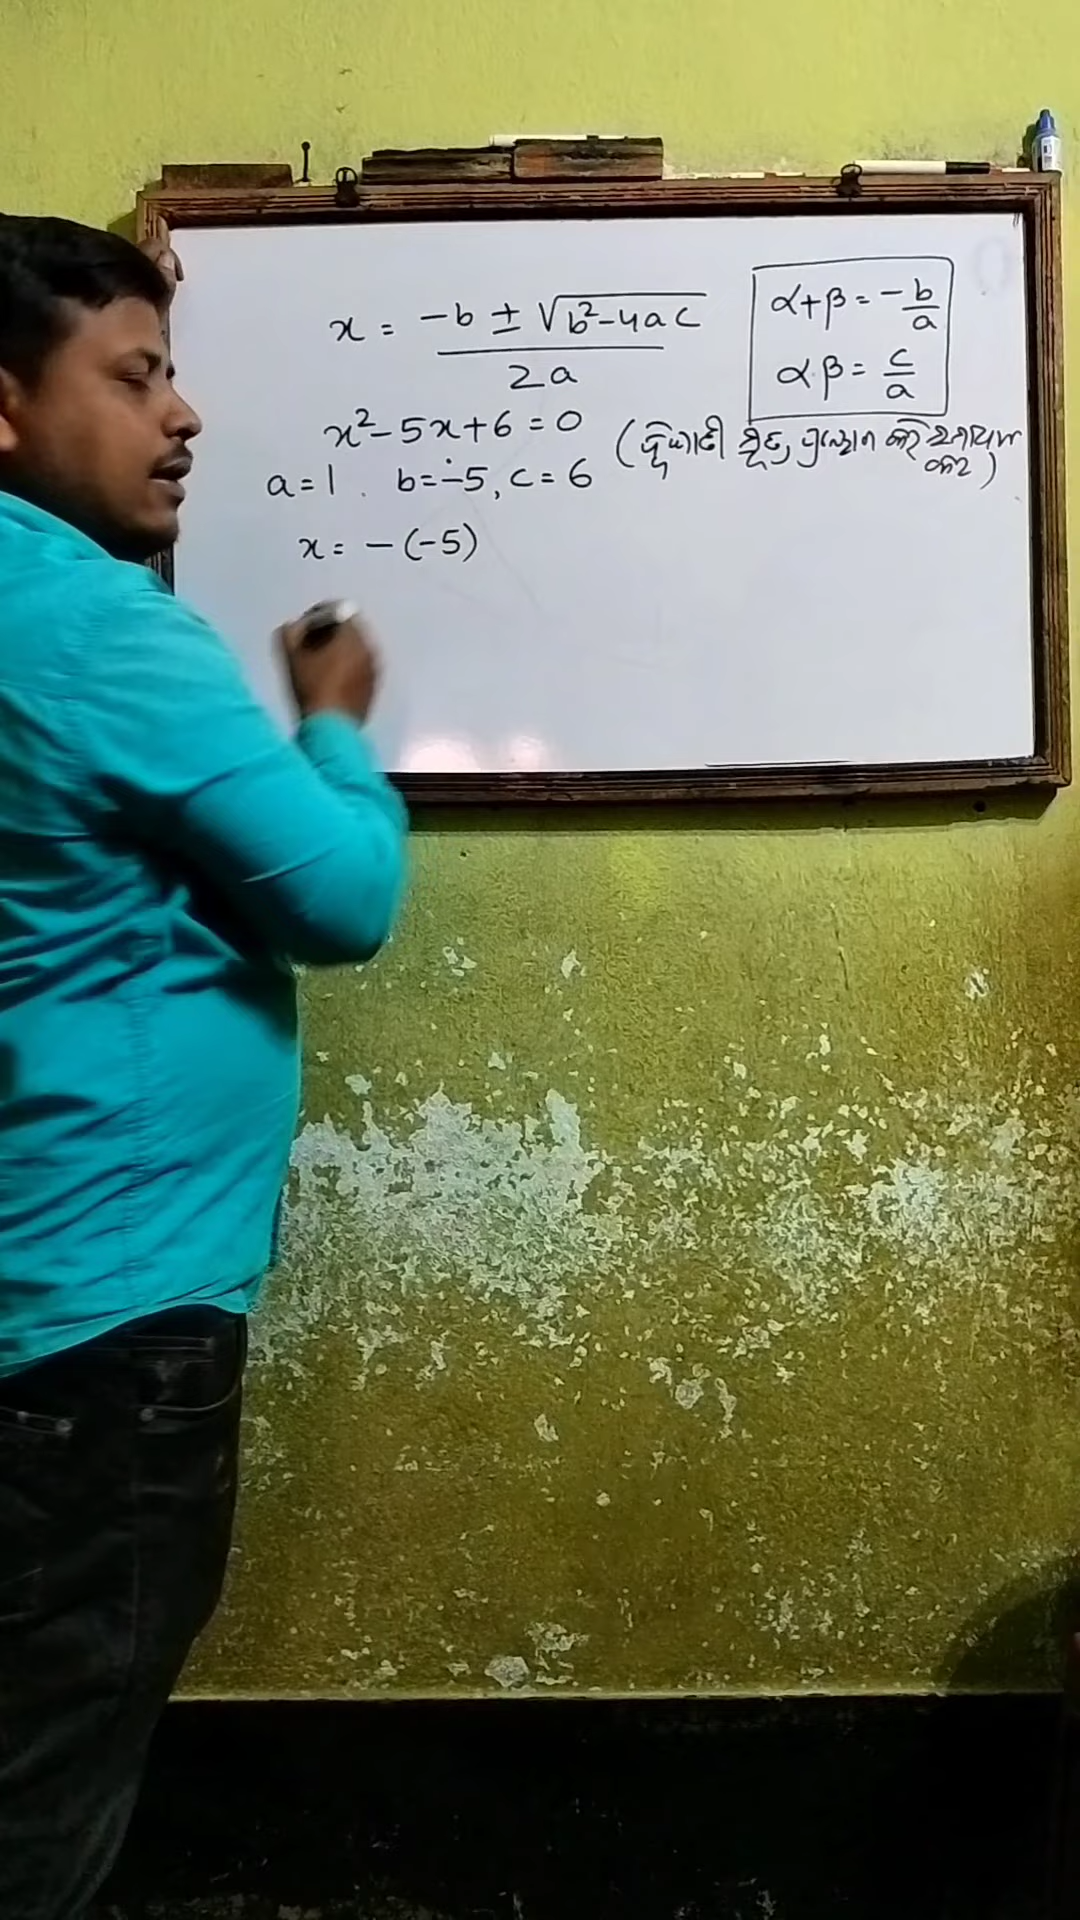 x = -b ± √b²-4ac / 2a
α+β = -b/a
α.β = c/a
x²-5x+6=0 (ଦ୍ୱିଘାତୀ ସୂତ୍ର ପ୍ରୟୋଗ କରି ସମାଧାନ
କର)
a=1. b=-5, c=6
x = -(-5)